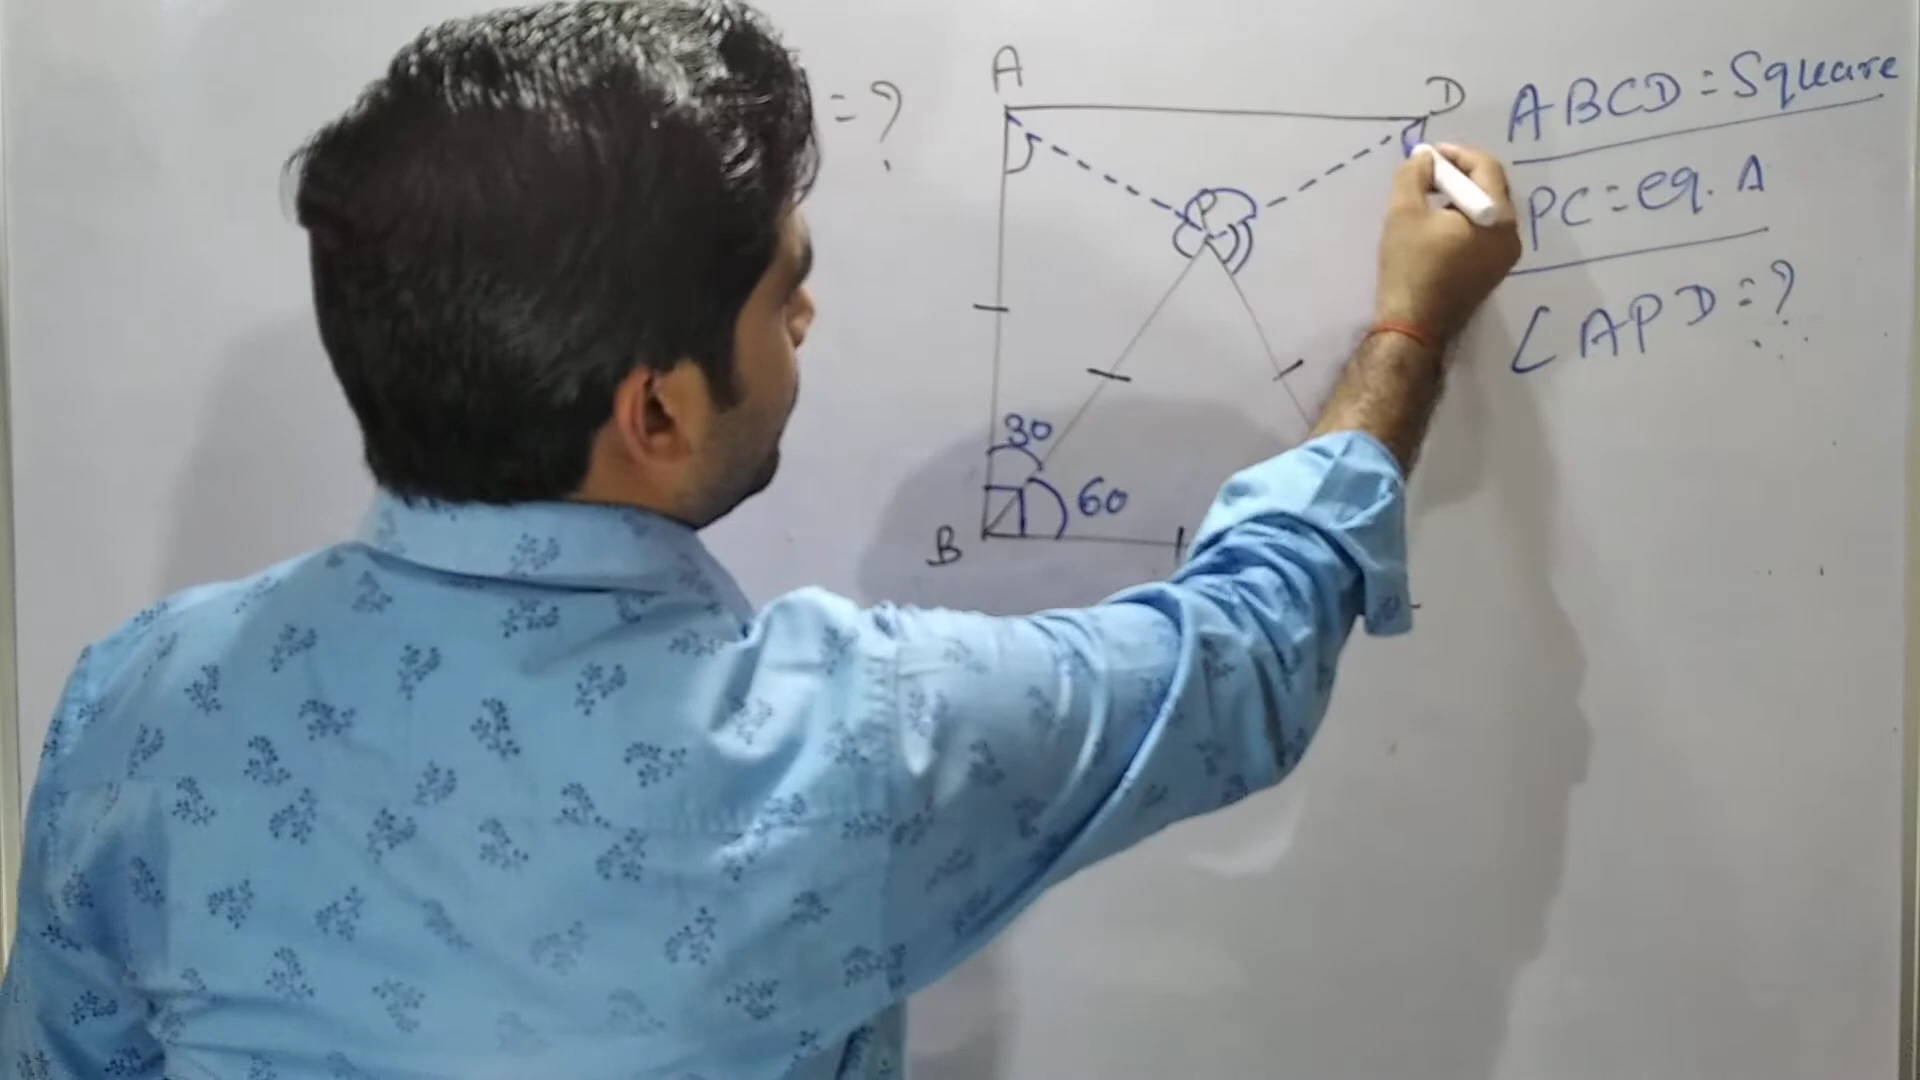 = ?
A
D
ABCD = Square
P
PC = eq. Δ
∠APD = ?
30
60
B